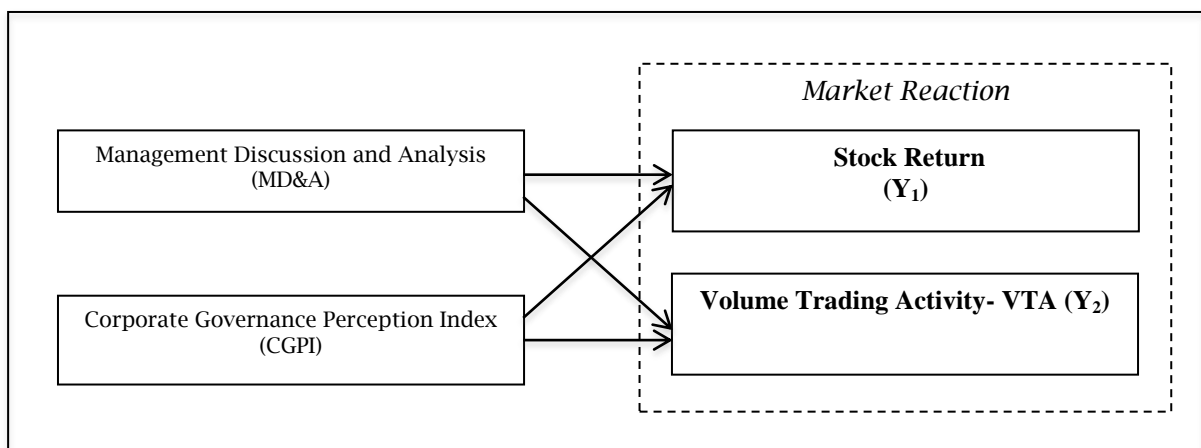 Market Reaction
Management Discussion and Analysis
(MD&A)
Stock Return
(Y₁)
Corporate Governance Perception Index
(CGPI)
Volume Trading Activity- VTA (Y₂)